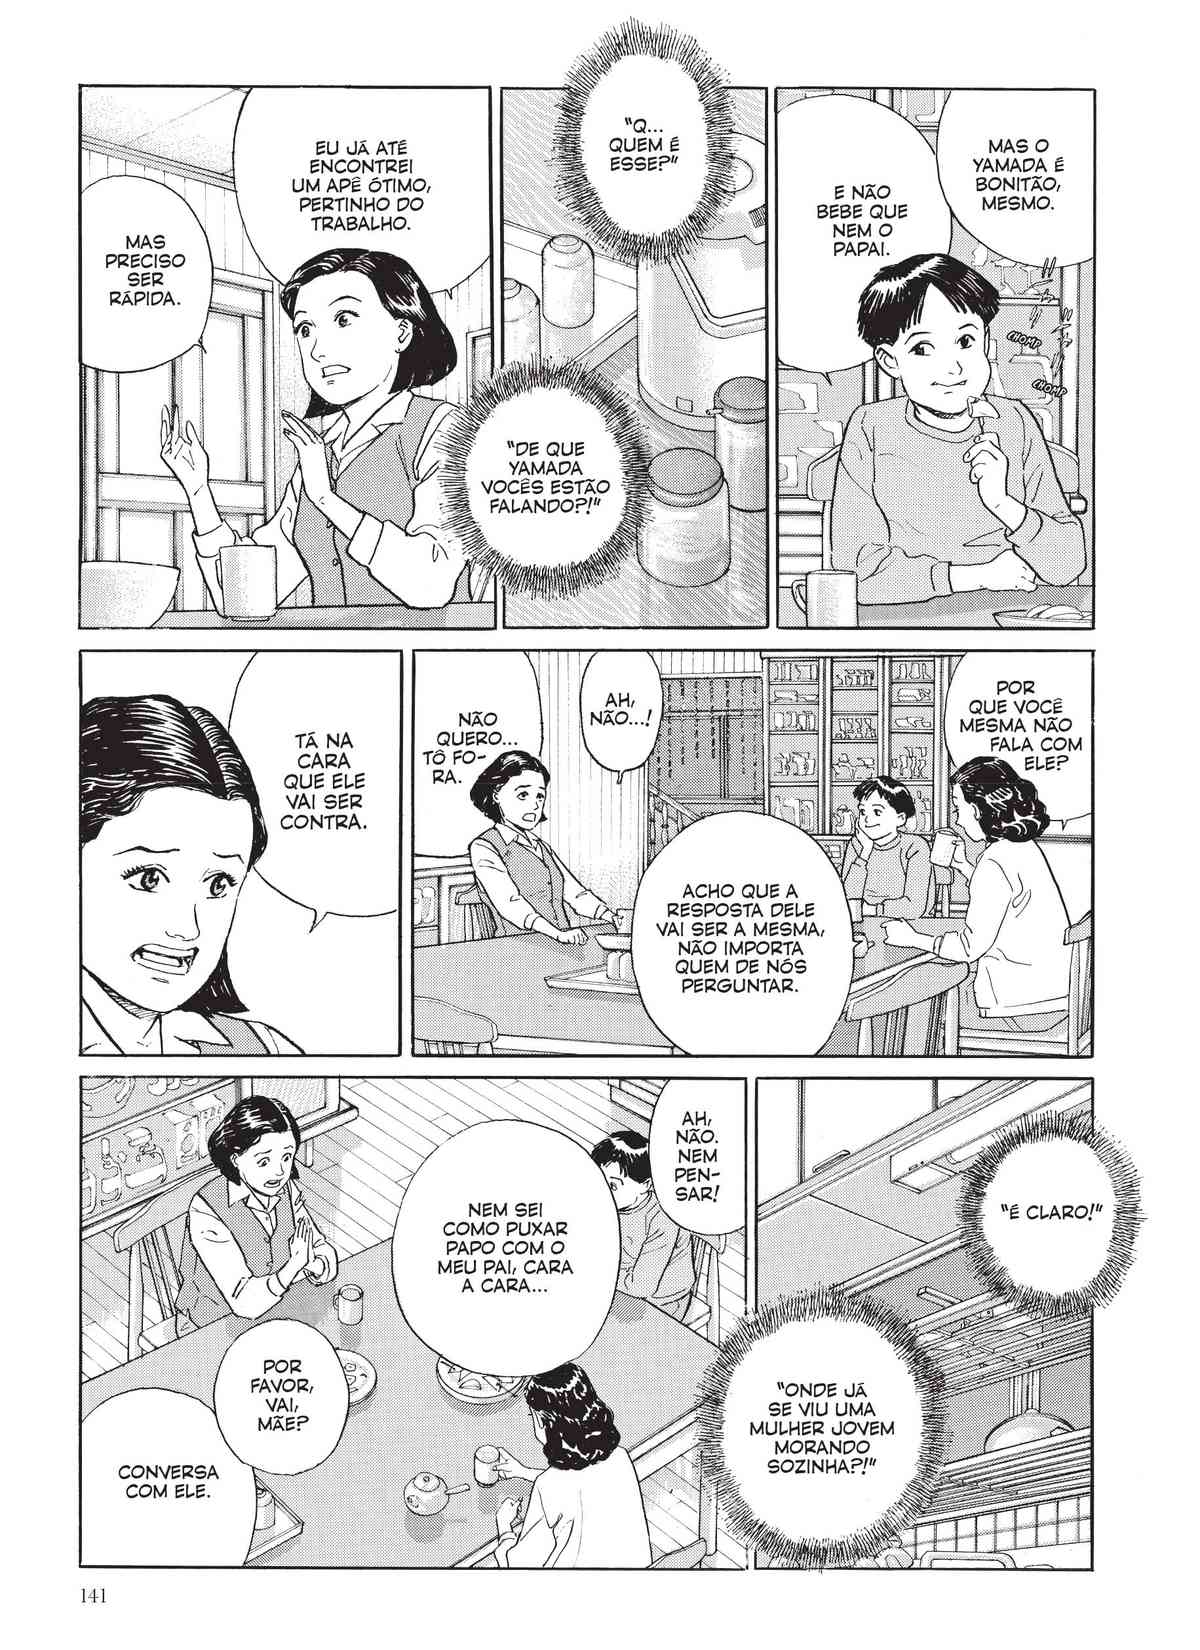 MAS O
YAMADA É
BONITÃO,
MESMO.
E NÃO
BEBE QUE
NEM O
PAPAI.
CHOMP
CHOMP
"Q...
QUEM É
ESSE?"
"DE QUE
YAMADA
VOCÊS ESTÃO
FALANDO?!"
EU JÁ ATÉ
ENCONTREI
UM APÊ ÓTIMO,
PERTINHO DO
TRABALHO.
MAS
PRECISO
SER
RÁPIDA.
POR
QUE VOCÊ
MESMA NÃO
FALA COM
ELE?
ACHO QUE A
RESPOSTA DELE
VAI SER A MESMA,
NÃO IMPORTA
QUEM DE NÓS
PERGUNTAR.
AH,
NÃO...!
NÃO
QUERO...
TÔ FO-
RA.
TÁ NA
CARA
QUE ELE
VAI SER
CONTRA.
"É CLARO!"
"ONDE JÁ
SE VIU UMA
MULHER JOVEM
MORANDO
SOZINHA?!"
AH,
NÃO.
NEM
PEN-
SAR!
NEM SEI
COMO PUXAR
PAPO COM O
MEU PAI, CARA
A CARA...
POR
FAVOR,
VAI,
MÃE?
CONVERSA
COM ELE.
141